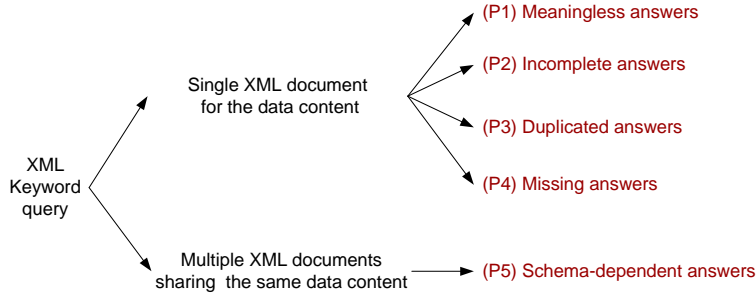 XML
Keyword
query
Single XML document
for the data content
(P1) Meaningless answers
(P2) Incomplete answers
(P3) Duplicated answers
(P4) Missing answers
Multiple XML documents
sharing the same data content
(P5) Schema-dependent answers